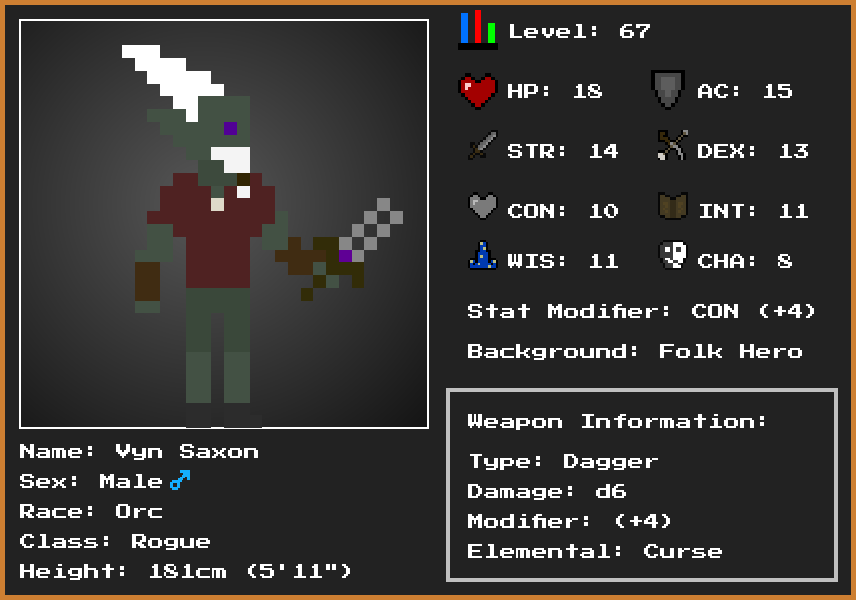 Level: 67
HP: 18 AC: 15
STR: 14 DEX: 13
CON: 10 INT: 11
WIS: 11 CHA: 8
Stat Modifier: CON (+4)
Background: Folk Hero
Weapon Information:
Type: Dagger
Damage: d6
Modifier: (+4)
Elemental: Curse
Name: Vyn Saxon
Sex: Male ♂
Race: Orc
Class: Rogue
Height: 181cm (5'11")